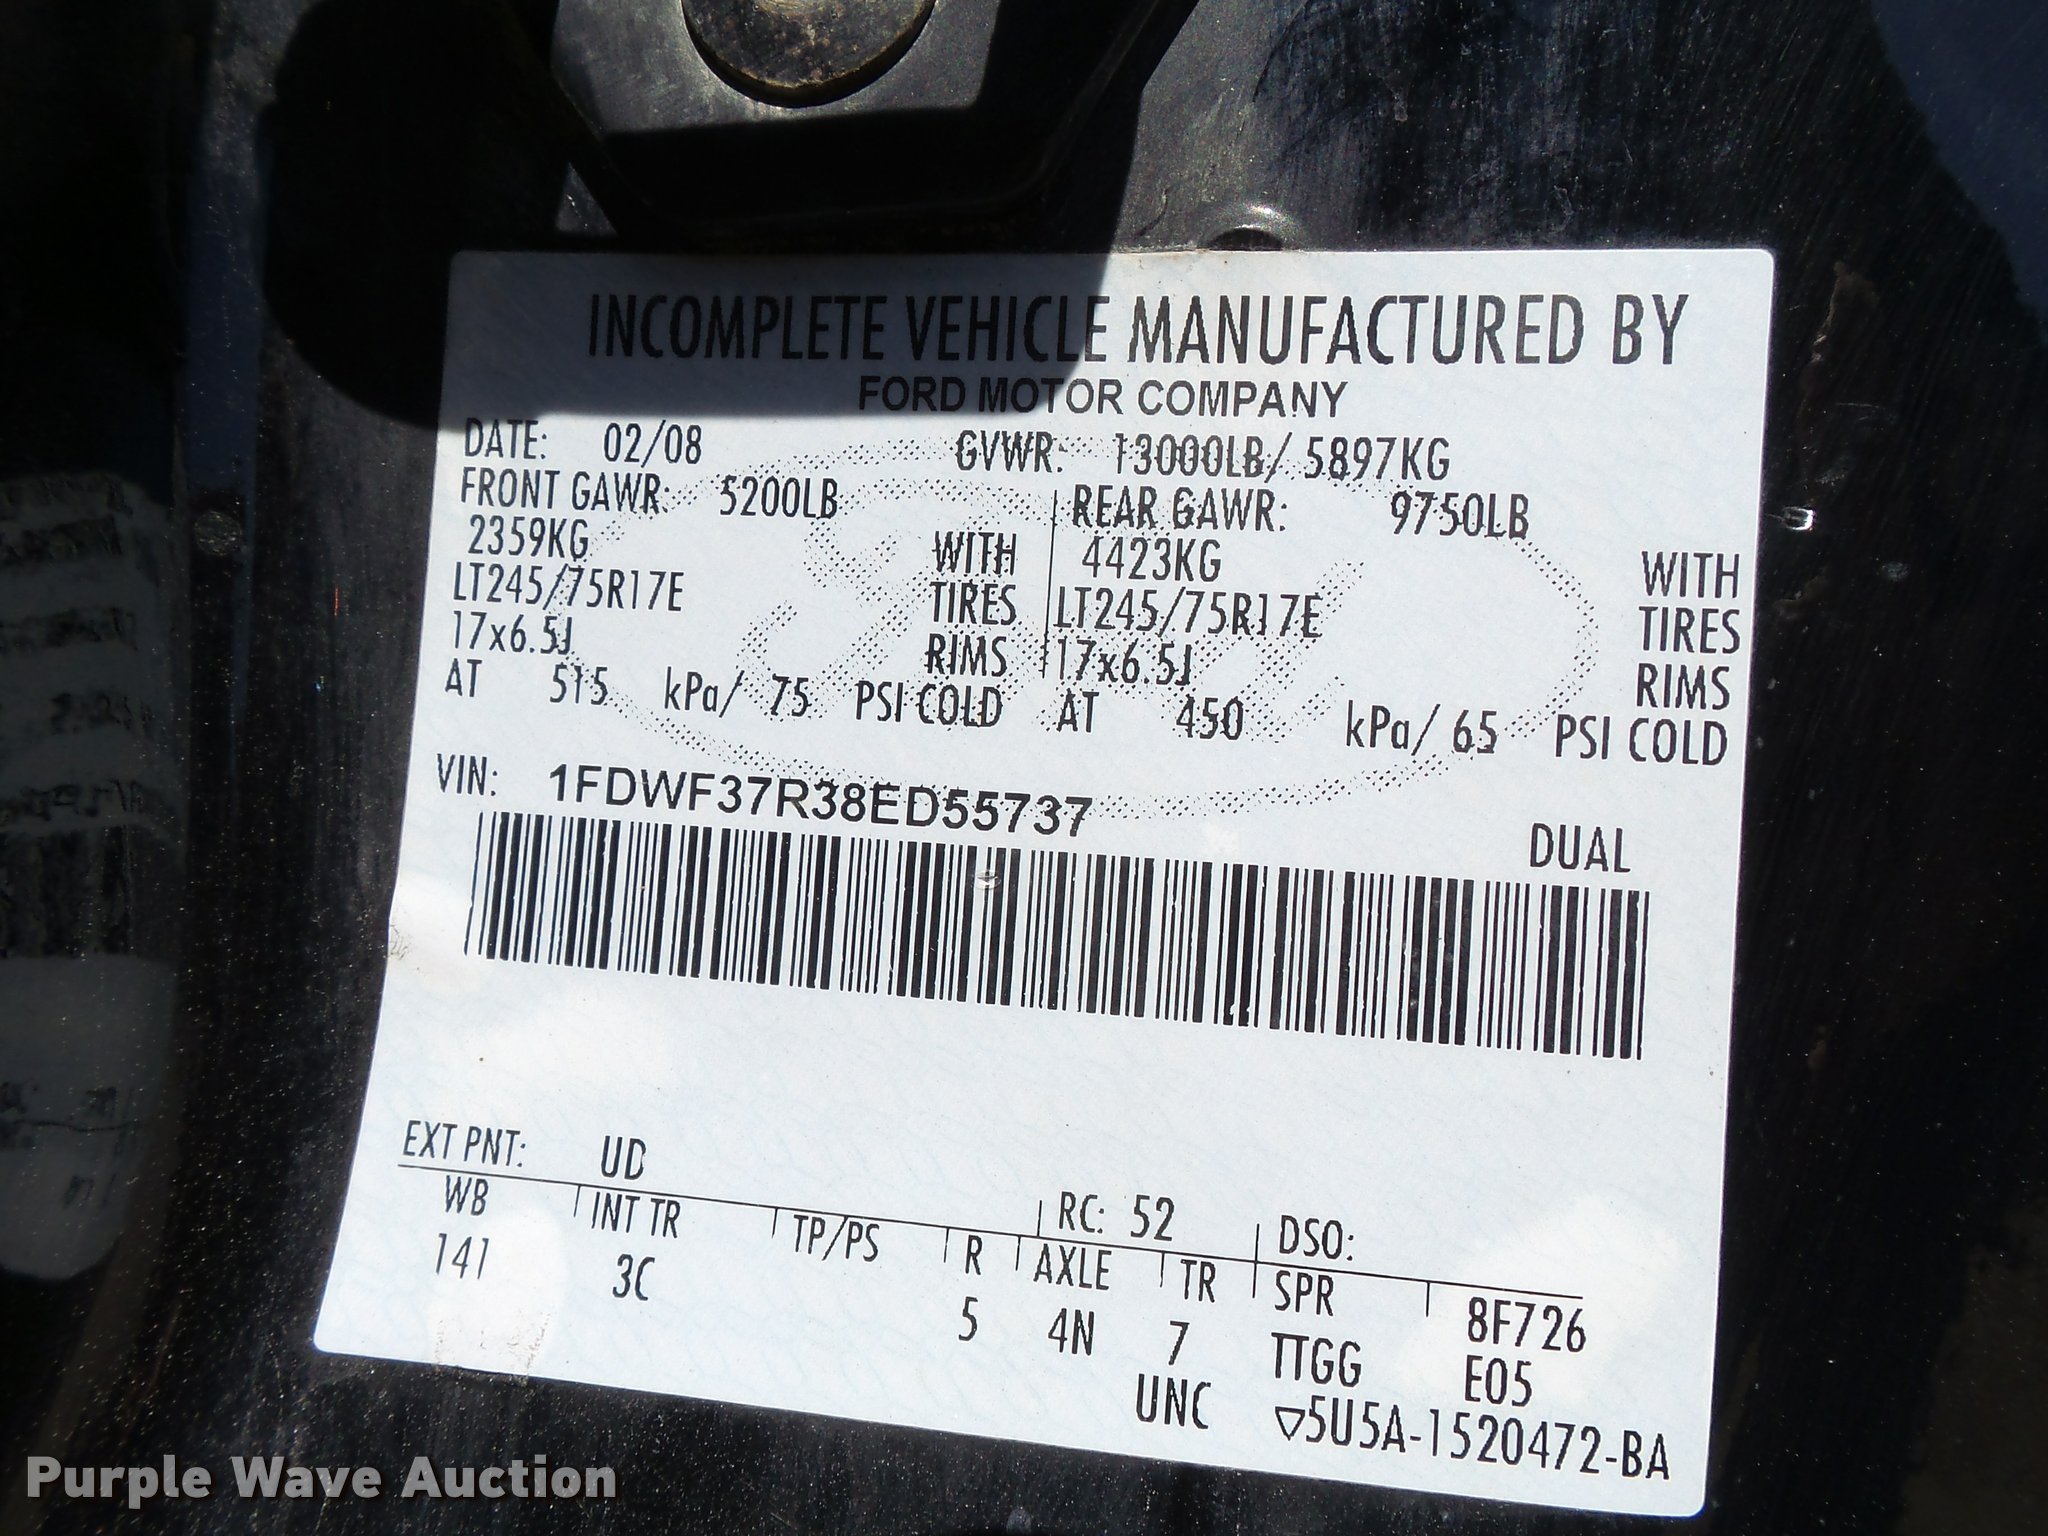 INCOMPLETE VEHICLE MANUFACTURED BY
FORD MOTOR COMPANY
DATE: 02/08 GVWR: 13000LB/ 5897KG
FRONT GAWR: 5200LB REAR GAWR: 9750LB
2359KG WITH 4423KG WITH
LT245/75R17E TIRES LT245/75R17E TIRES
17x6.5J RIMS 17x6.5J RIMS
AT 515 kPa/ 75 PSI COLD AT 450 kPa/ 65 PSI COLD
VIN: 1FDWF37R38ED55737
DUAL
EXT PNT: UD RC: 52 DSO:
WB INT TR TP/PS R AXLE TR SPR 8F726
141 3C 5 4N 7 TTGG E05
UNC ▽5U5A-1520472-BA
Purple Wave Auction